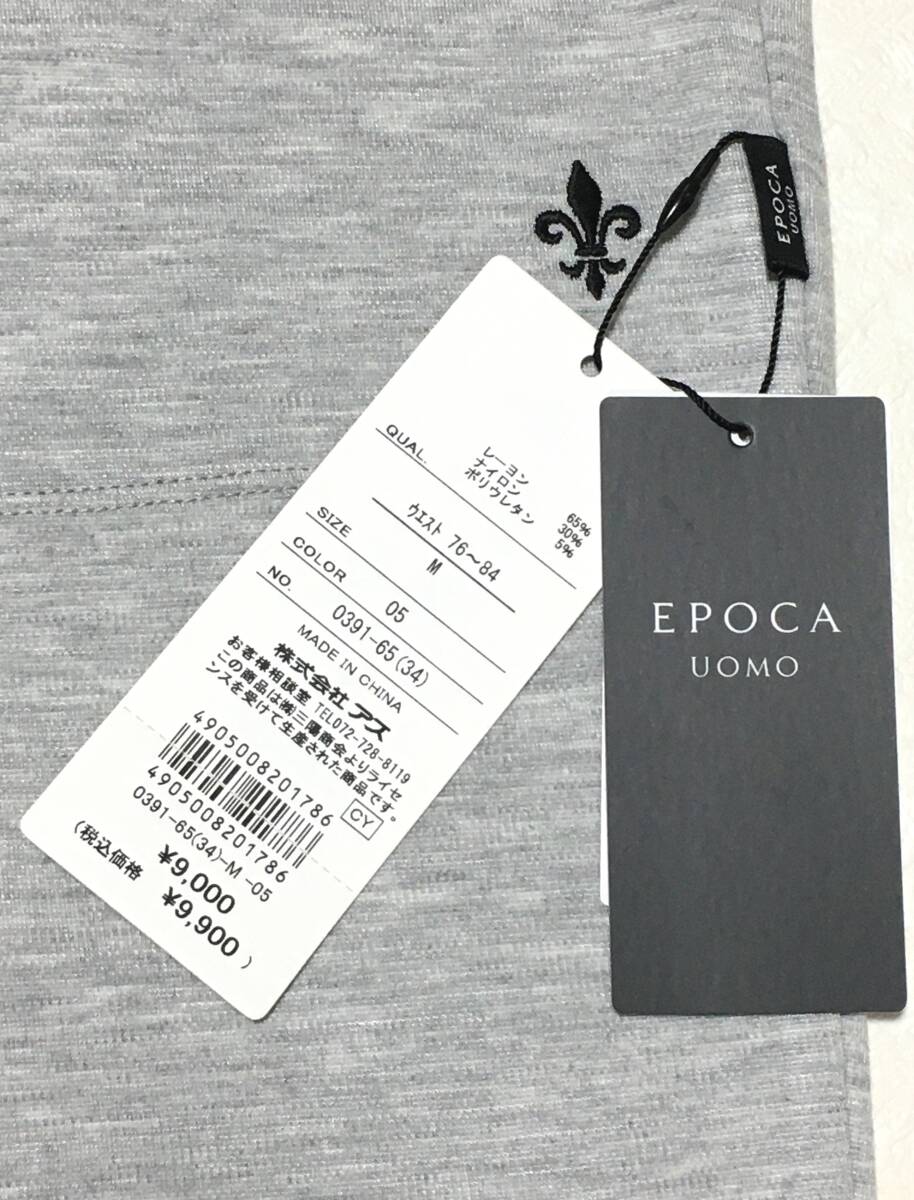 EPOCA
UOMO
QUAL.
レーヨン 65%
ナイロン 30%
ポリウレタン 5%
ウエスト 76〜84
SIZE M
COLOR 05
NO. 0391-65(34)
MADE IN CHINA
株式会社 アス
お客様相談室 TEL072-728-8119
この商品は㈱三陽商会よりライセ
ンスを受けて生産された商品です。
CY
4905008201786
4905008201786
0391-65(34)-M -05
¥9,000
(税込価格 ¥9,900)
EPOCA
UOMO